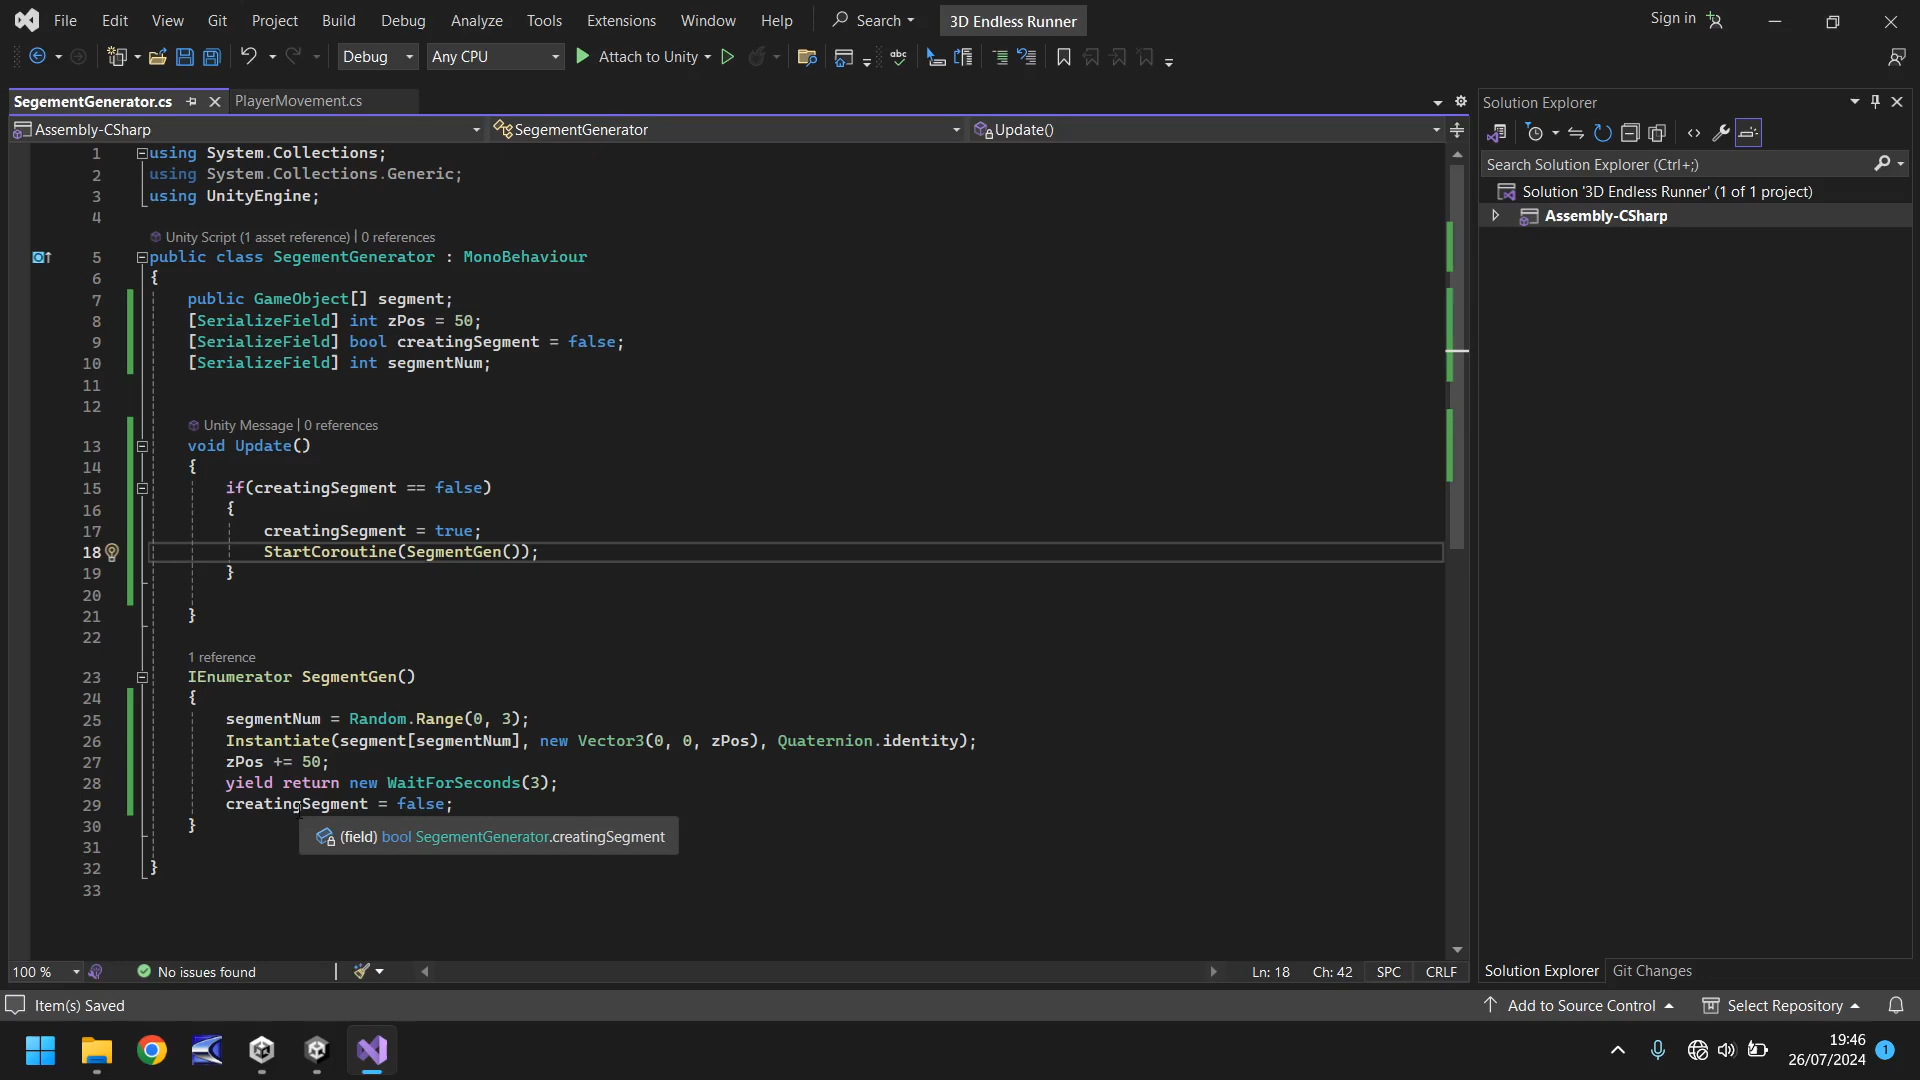 File Edit View Git Project Build Debug Analyze Tools Extensions Window Help Search 3D Endless Runner Sign in
Debug Any CPU Attach to Unity
SegementGenerator.cs PlayerMovement.cs
Assembly-CSharp SegementGenerator Update()
1 using System.Collections;
2 using System.Collections.Generic;
3 using UnityEngine;
4
Unity Script (1 asset reference) | 0 references
5 public class SegementGenerator : MonoBehaviour
6 {
7 public GameObject[] segment;
8 [SerializeField] int zPos = 50;
9 [SerializeField] bool creatingSegment = false;
10 [SerializeField] int segmentNum;
11
12
Unity Message | 0 references
13 void Update()
14 {
15 if(creatingSegment == false)
16 {
17 creatingSegment = true;
18 StartCoroutine(SegmentGen());
19 }
20
21 }
22
1 reference
23 IEnumerator SegmentGen()
24 {
25 segmentNum = Random.Range(0, 3);
26 Instantiate(segment[segmentNum], new Vector3(0, 0, zPos), Quaternion.identity);
27 zPos += 50;
28 yield return new WaitForSeconds(3);
29 creatingSegment = false;
30 }
(field) bool SegementGenerator.creatingSegment
31
32 }
33
100 % No issues found Ln: 18 Ch: 42 SPC CRLF
Solution Explorer
Search Solution Explorer (Ctrl+;)
Solution '3D Endless Runner' (1 of 1 project)
Assembly-CSharp
Solution Explorer Git Changes
Item(s) Saved Add to Source Control Select Repository
19:46
26/07/2024 1